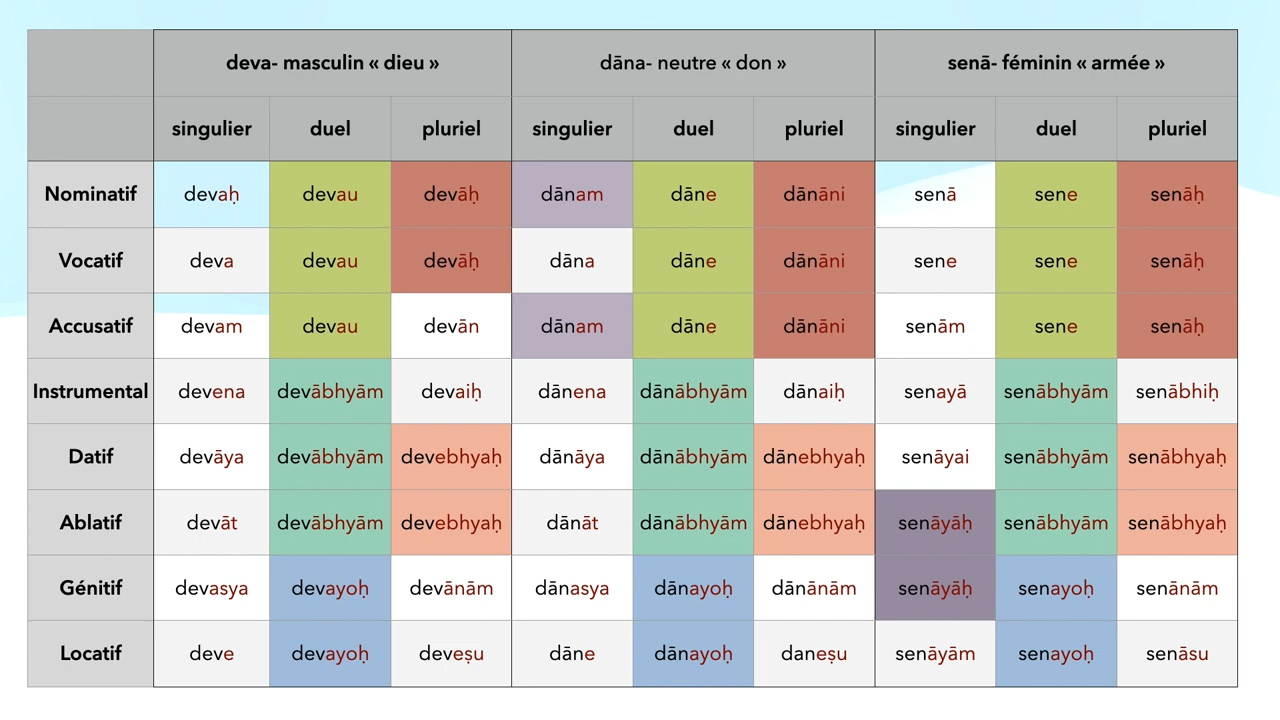 deva- masculin « dieu » dāna- neutre « don » senā- féminin « armée »
singulier duel pluriel singulier duel pluriel singulier duel pluriel
Nominatif devaḥ devau devāḥ dānam dāne dānāni senā sene senāḥ
Vocatif deva devau devāḥ dāna dāne dānāni sene sene senāḥ
Accusatif devam devau devān dānam dāne dānāni senām sene senāḥ
Instrumental devena devābhyām devaiḥ dānena dānābhyām dānaiḥ senayā senābhyām senābhiḥ
Datif devāya devābhyām devebhyaḥ dānāya dānābhyām dānebhyaḥ senāyai senābhyām senābhyaḥ
Ablatif devāt devābhyām devebhyaḥ dānāt dānābhyām dānebhyaḥ senāyāḥ senābhyām senābhyaḥ
Génitif devasya devayoḥ devānām dānasya dānayoḥ dānānām senāyāḥ senayoḥ senānām
Locatif deve devayoḥ deveṣu dāne dānayoḥ daneṣu senāyām senayoḥ senāsu